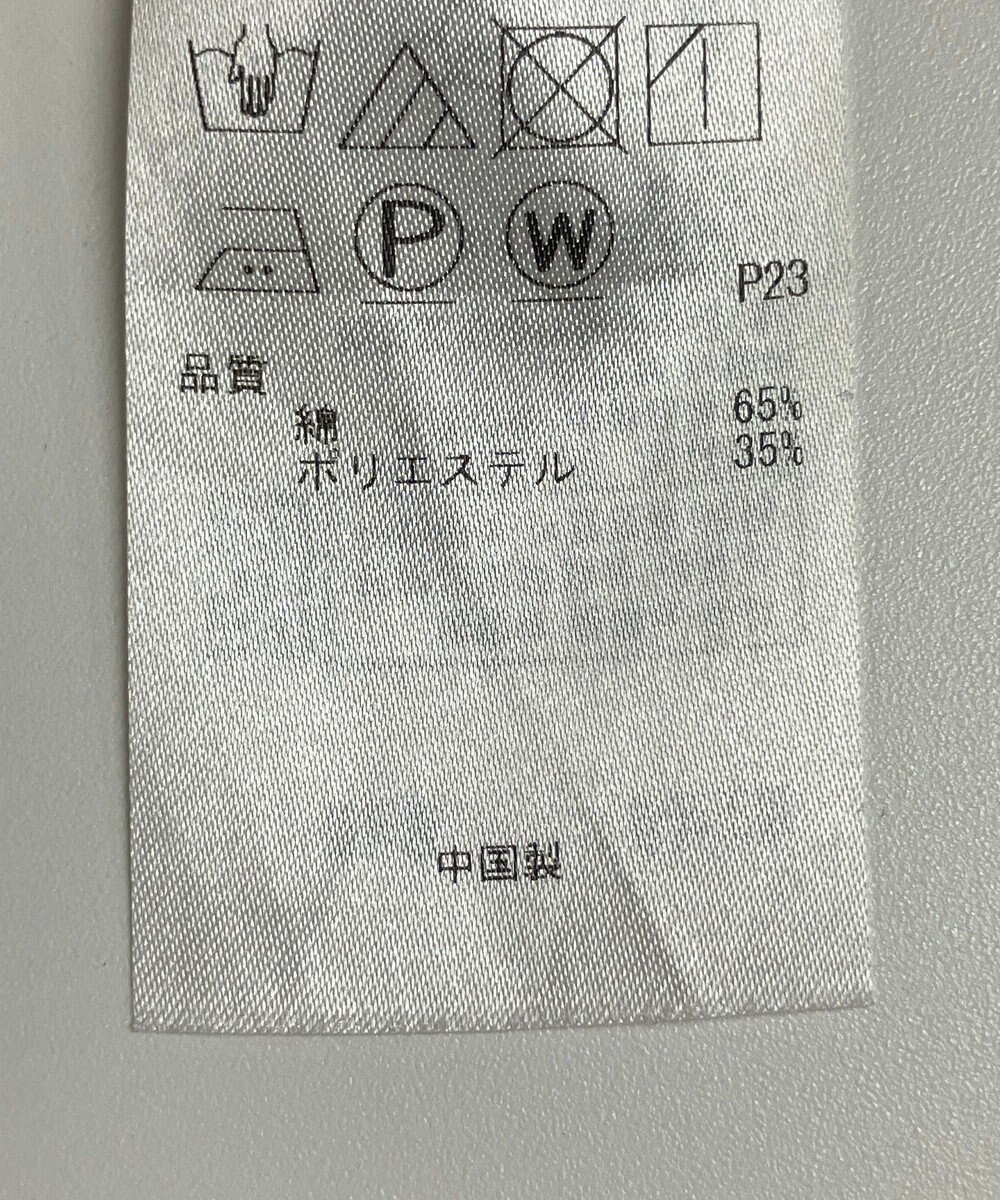 P W P23
品質
綿 65%
ポリエステル 35%
中国製